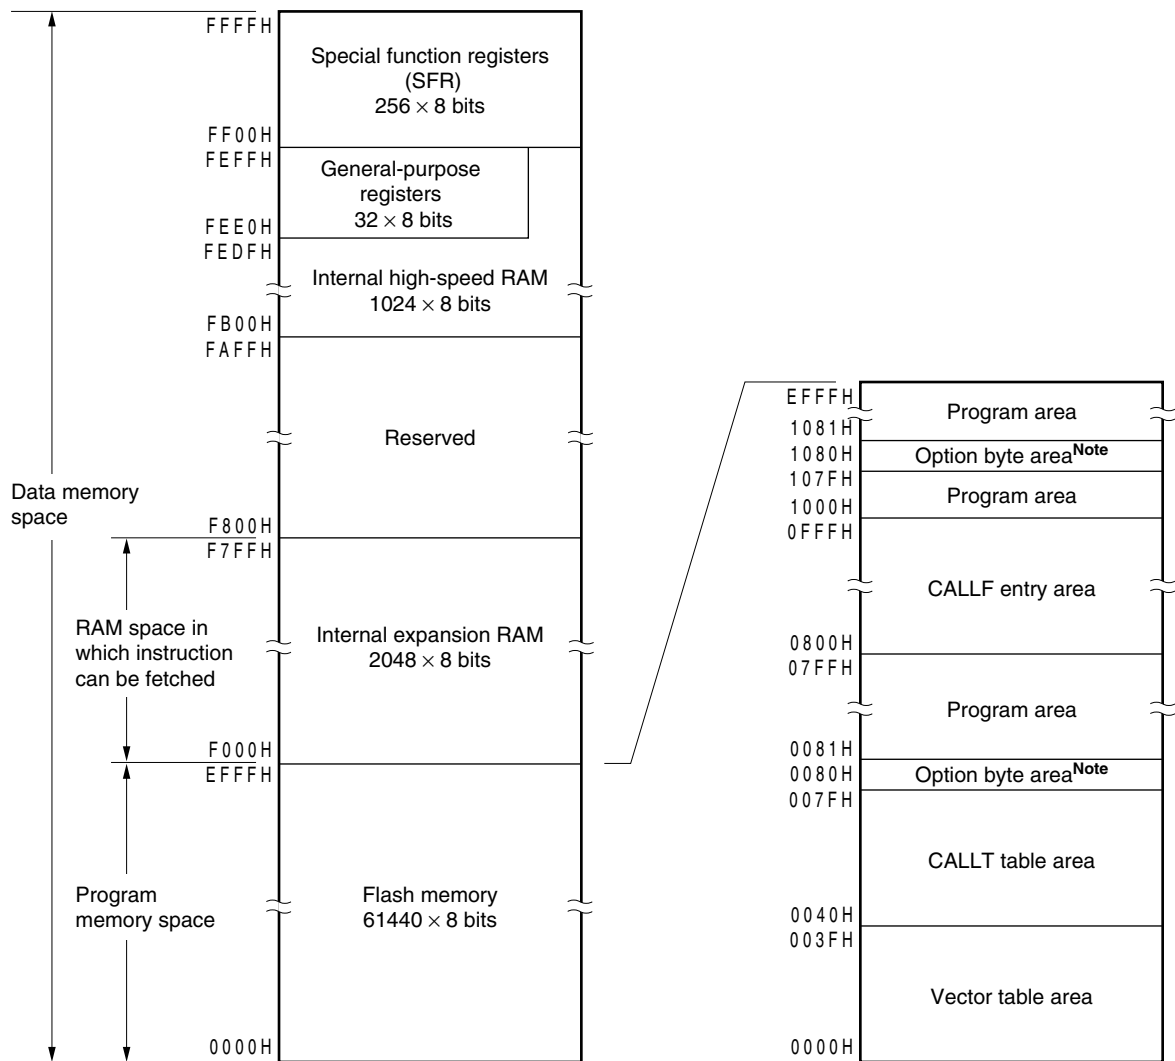 FFFFH
Special function registers
(SFR)
256 × 8 bits
FF00H
FEFFH
General-purpose
registers
32 × 8 bits
FEE0H
FEDFH
Internal high-speed RAM
1024 × 8 bits
FB00H
FAFFH
Reserved
Data memory
space
F800H
F7FFH
RAM space in
which instruction
can be fetched
Internal expansion RAM
2048 × 8 bits
F000H
EFFFH
Program
memory space
Flash memory
61440 × 8 bits
0000H
EFFFH
Program area
1081H
1080H
Option byte areaNote
107FH
Program area
1000H
0FFFH
CALLF entry area
0800H
07FFH
Program area
0081H
0080H
Option byte areaNote
007FH
CALLT table area
0040H
003FH
Vector table area
0000H